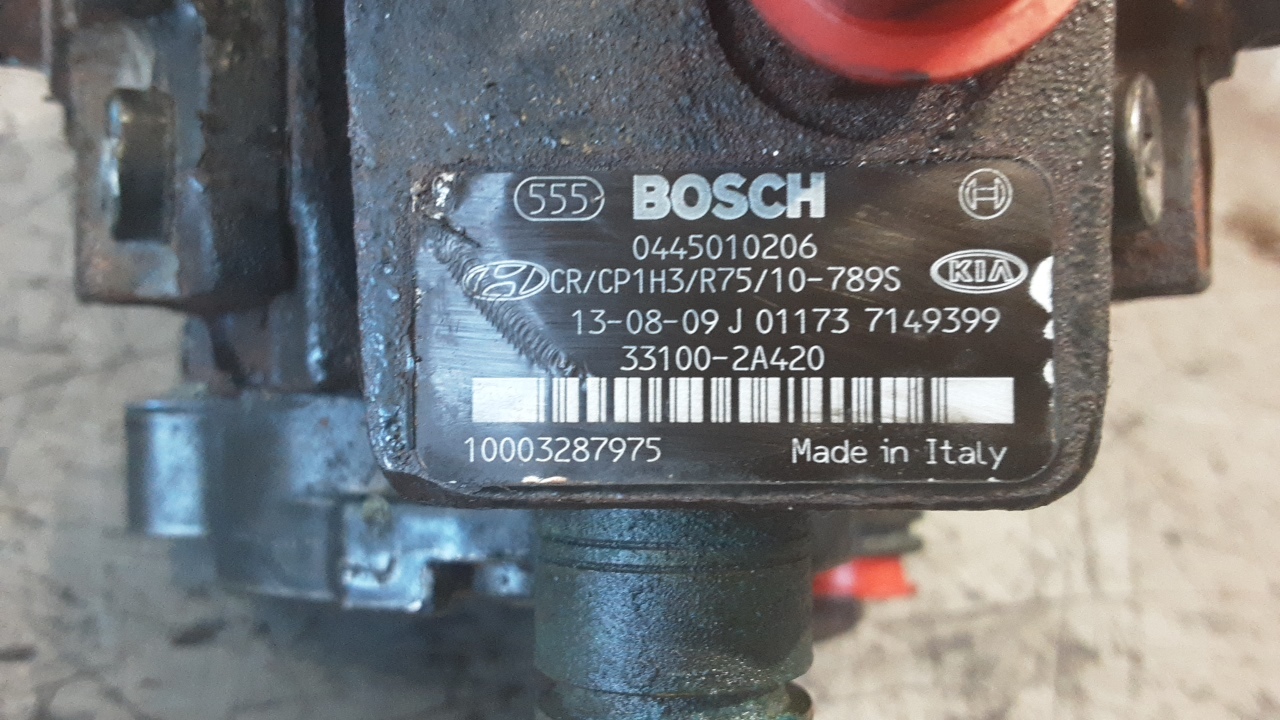 555 BOSCH
0445010206
CR/CP1H3/R75/10-789S KIA
13-08-09 J 01173 7149399
33100-2A420
10003287975 Made in Italy